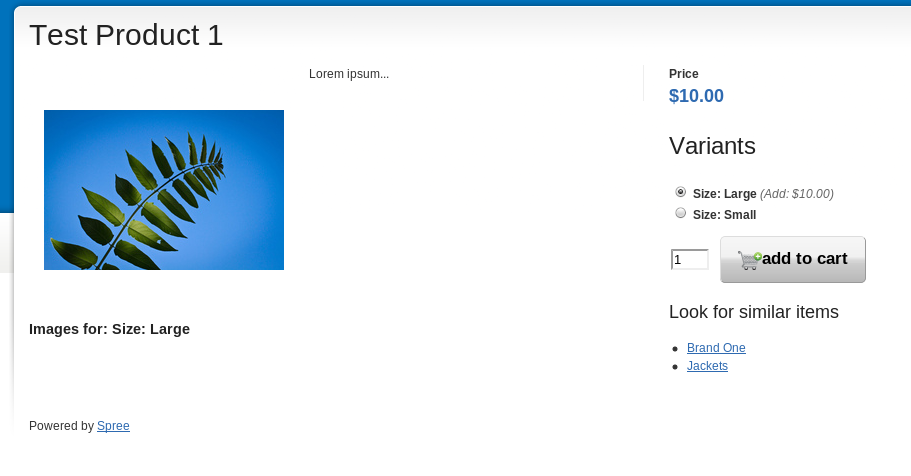 Test Product 1
Lorem ipsum...
Price
$10.00
Variants
Size: Large (Add: $10.00)
Size: Small
1
add to cart
Look for similar items
Brand One
Jackets
Images for: Size: Large
Powered by Spree